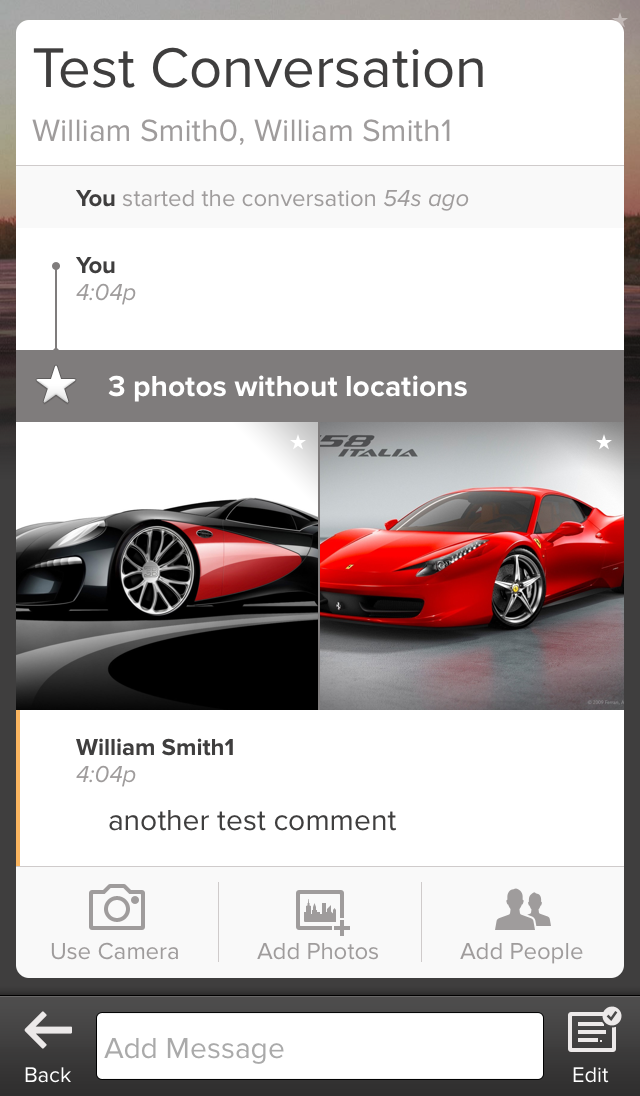 Test Conversation
William Smith0, William Smith1
You started the conversation 54s ago
You
4:04p
3 photos without locations
58
ITALIA
William Smith1
4:04p
another test comment
Use Camera
Add Photos
Add People
Back
Add Message
Edit